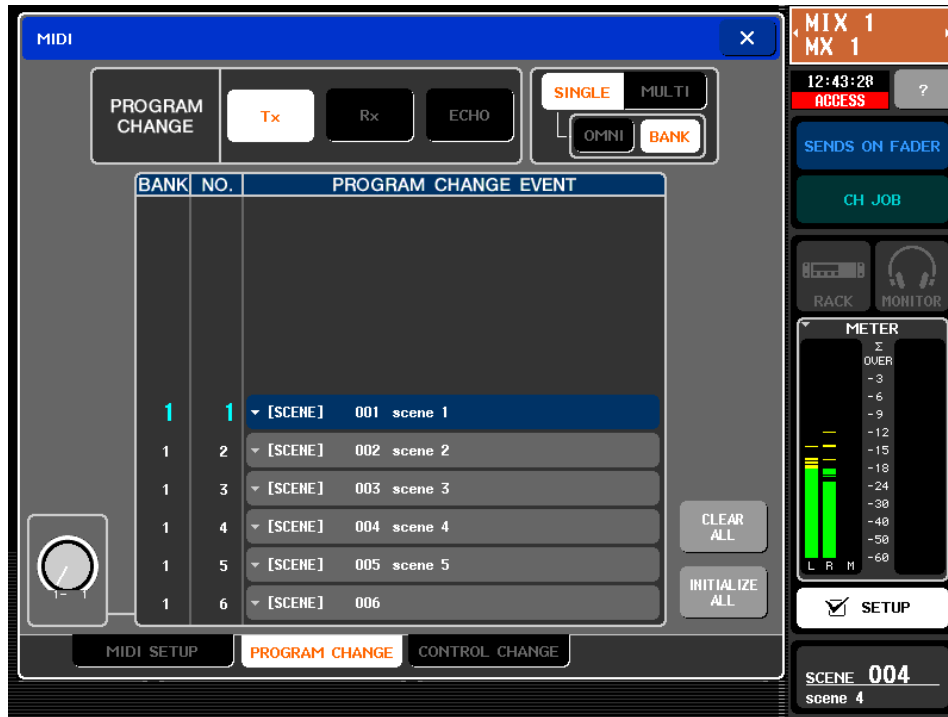 MIDI
×
PROGRAM CHANGE
Tx
Rx
ECHO
SINGLE
MULTI
OMNI
BANK
BANK NO. PROGRAM CHANGE EVENT
1 1 [SCENE] 001 scene 1
1 2 [SCENE] 002 scene 2
1 3 [SCENE] 003 scene 3
1 4 [SCENE] 004 scene 4
1 5 [SCENE] 005 scene 5
1 6 [SCENE] 006
1- 1
CLEAR
ALL
INITIALIZE
ALL
MIDI SETUP
PROGRAM CHANGE
CONTROL CHANGE
MIX 1
MX 1
12:43:28
ACCESS
?
SENDS ON FADER
CH JOB
RACK
MONITOR
METER
Σ
OVER
-3
-6
-9
-12
-15
-18
-24
-30
-40
-50
-60
L R M
SETUP
SCENE 004
scene 4